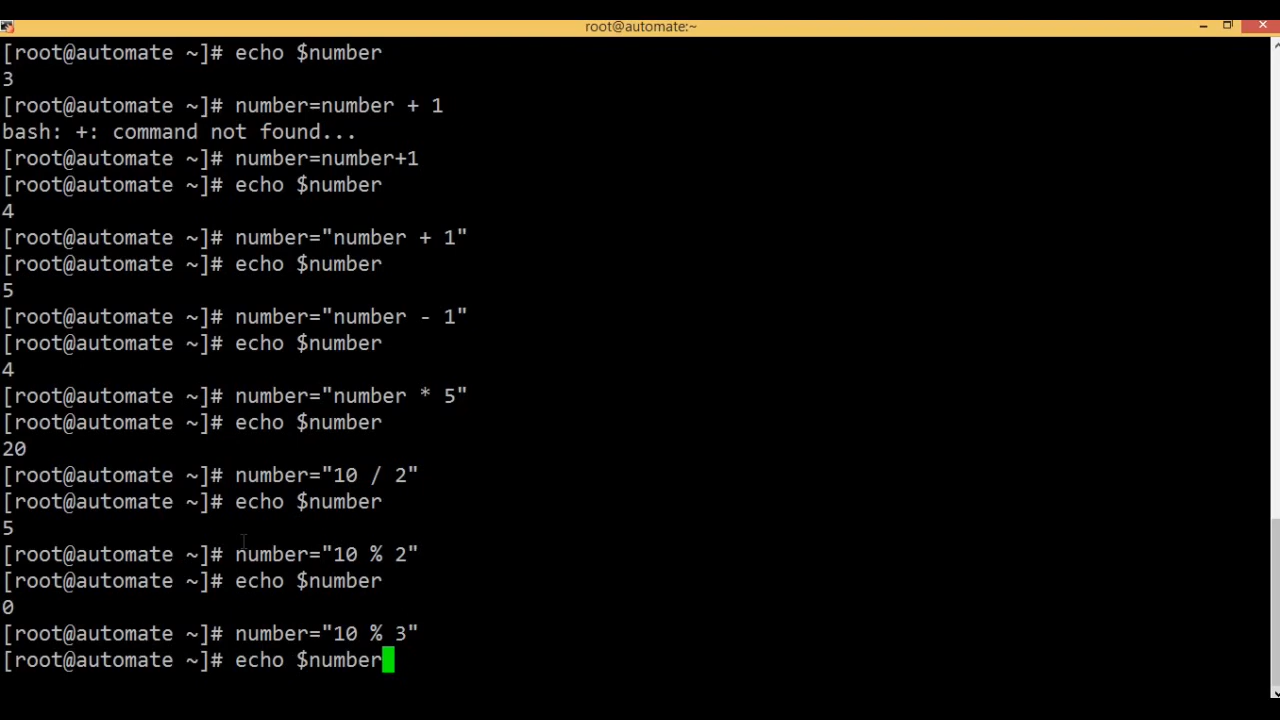 root@automate:~
[root@automate ~]# echo $number
3
[root@automate ~]# number=number + 1
bash: +: command not found...
[root@automate ~]# number=number+1
[root@automate ~]# echo $number
4
[root@automate ~]# number="number + 1"
[root@automate ~]# echo $number
5
[root@automate ~]# number="number - 1"
[root@automate ~]# echo $number
4
[root@automate ~]# number="number * 5"
[root@automate ~]# echo $number
20
[root@automate ~]# number="10 / 2"
[root@automate ~]# echo $number
5
[root@automate ~]# number="10 % 2"
[root@automate ~]# echo $number
0
[root@automate ~]# number="10 % 3"
[root@automate ~]# echo $number